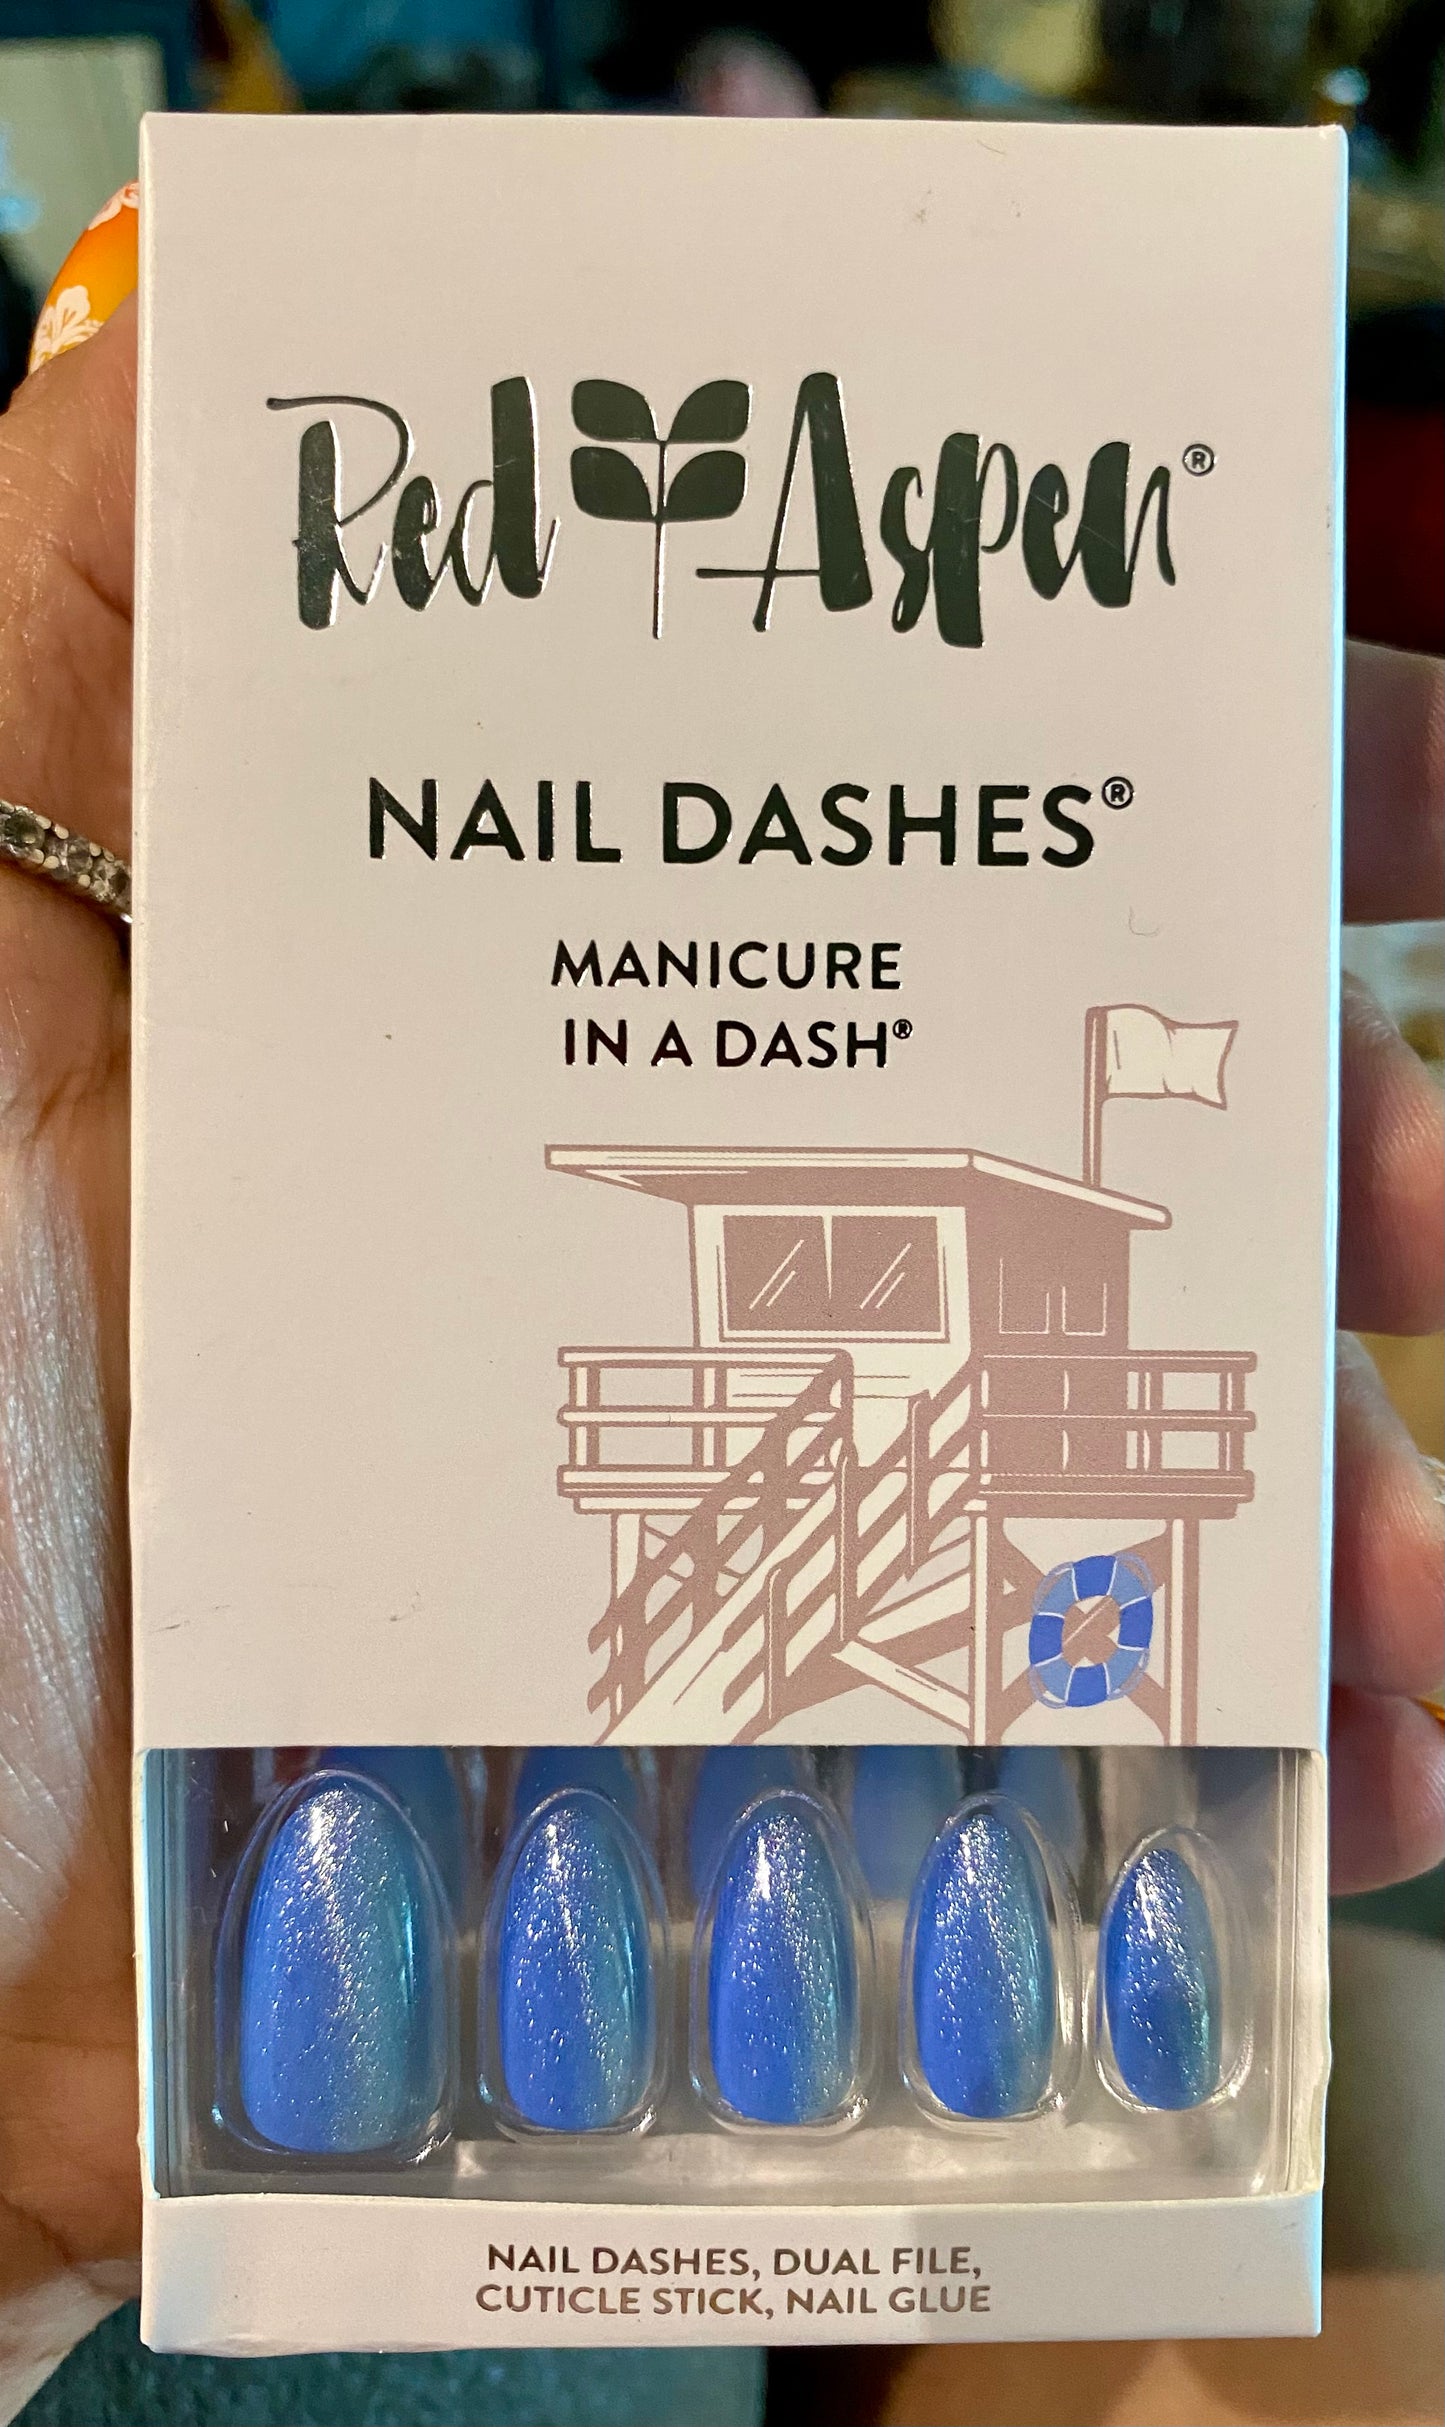 Red Aspen®
NAIL DASHES®
MANICURE
IN A DASH®
NAIL DASHES, DUAL FILE,
CUTICLE STICK, NAIL GLUE